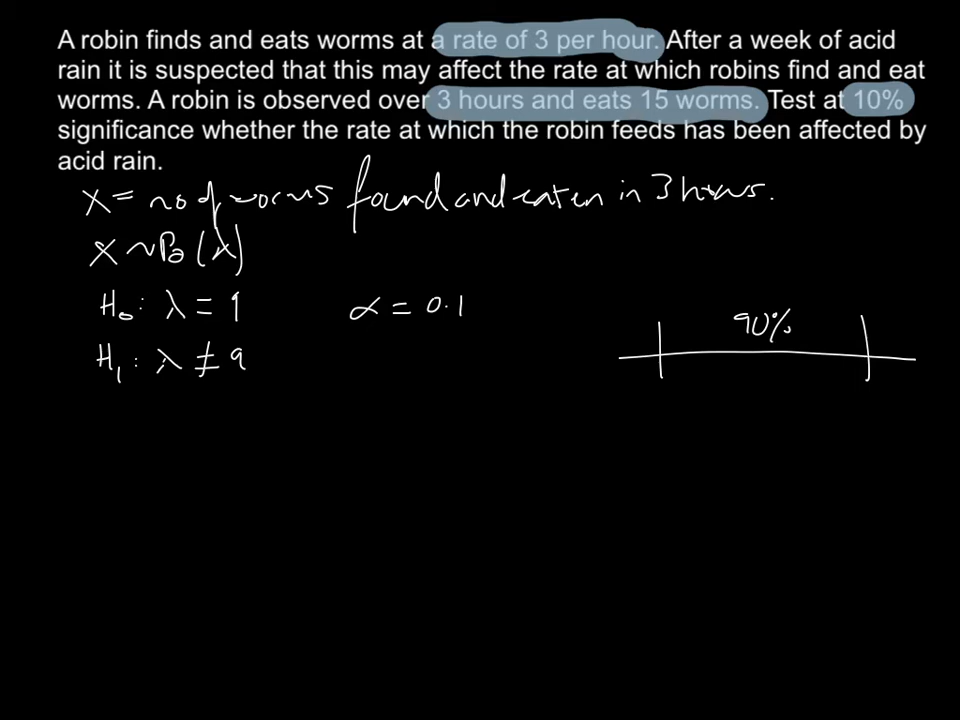 A robin finds and eats worms at a rate of 3 per hour. After a week of acid
rain it is suspected that this may affect the rate at which robins find and eat
worms. A robin is observed over 3 hours and eats 15 worms. Test at 10%
significance whether the rate at which the robin feeds has been affected by
acid rain.
X = no of worms found and eaten in 3 hours.
X ~ Po (λ)
H₀ : λ = 9 α = 0.1
90%
H₁ : λ ≠ 9